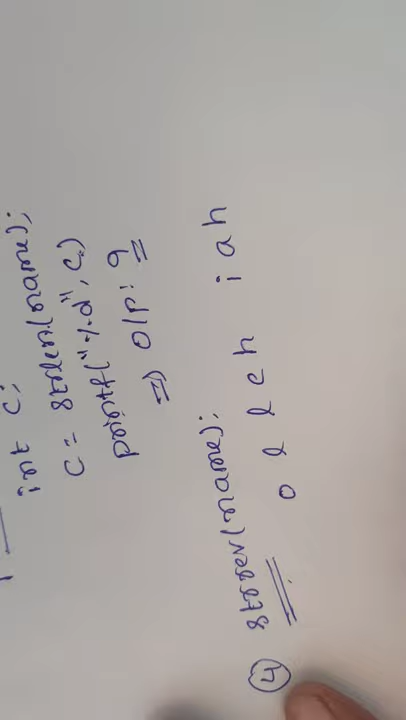 int c;
c = strlen(name);
printf("%d", c)
=) O/P: 9
④ strrev(name);
o l l e h i a h